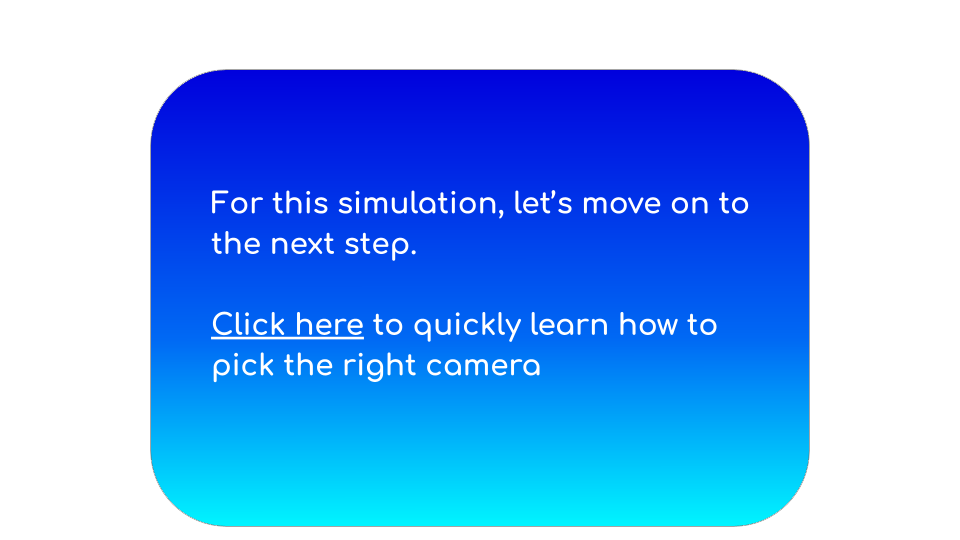 For this simulation, let’s move on to
the next step.
Click here to quickly learn how to
pick the right camera